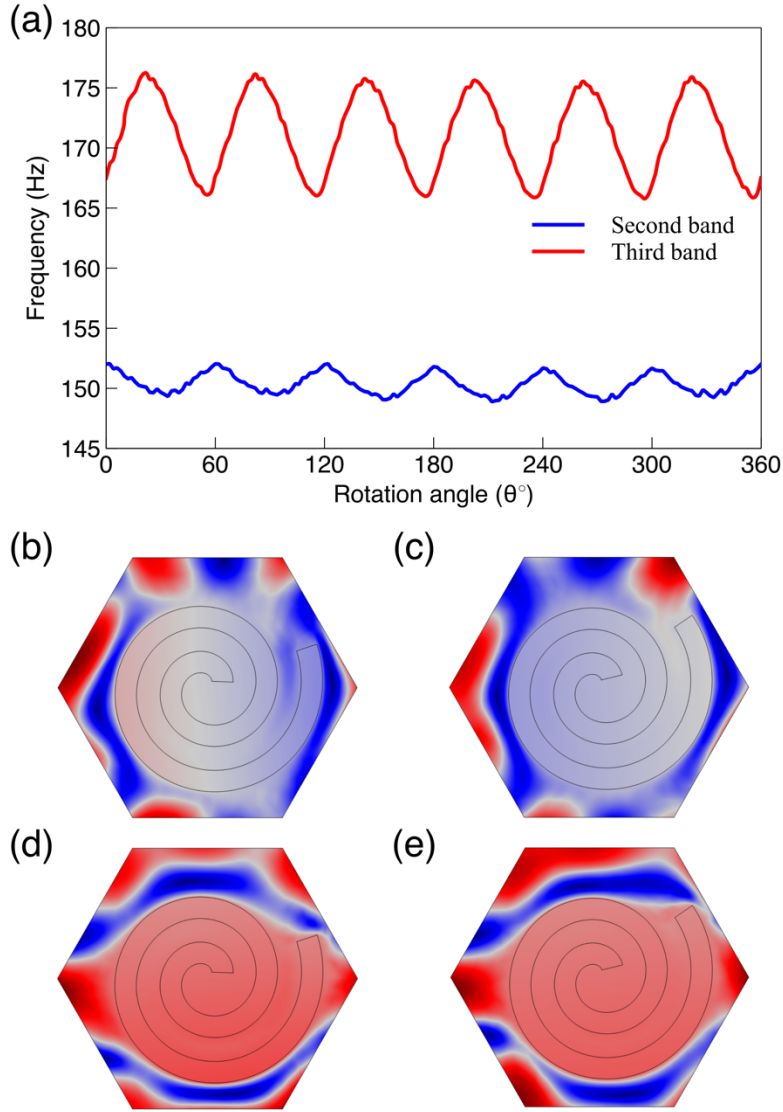 (a)
180
175
170
165
160
155
150
145
Frequency (Hz)
Second band
Third band
0 60 120 180 240 300 360
Rotation angle (θ°)
(b) (c)
(d) (e)